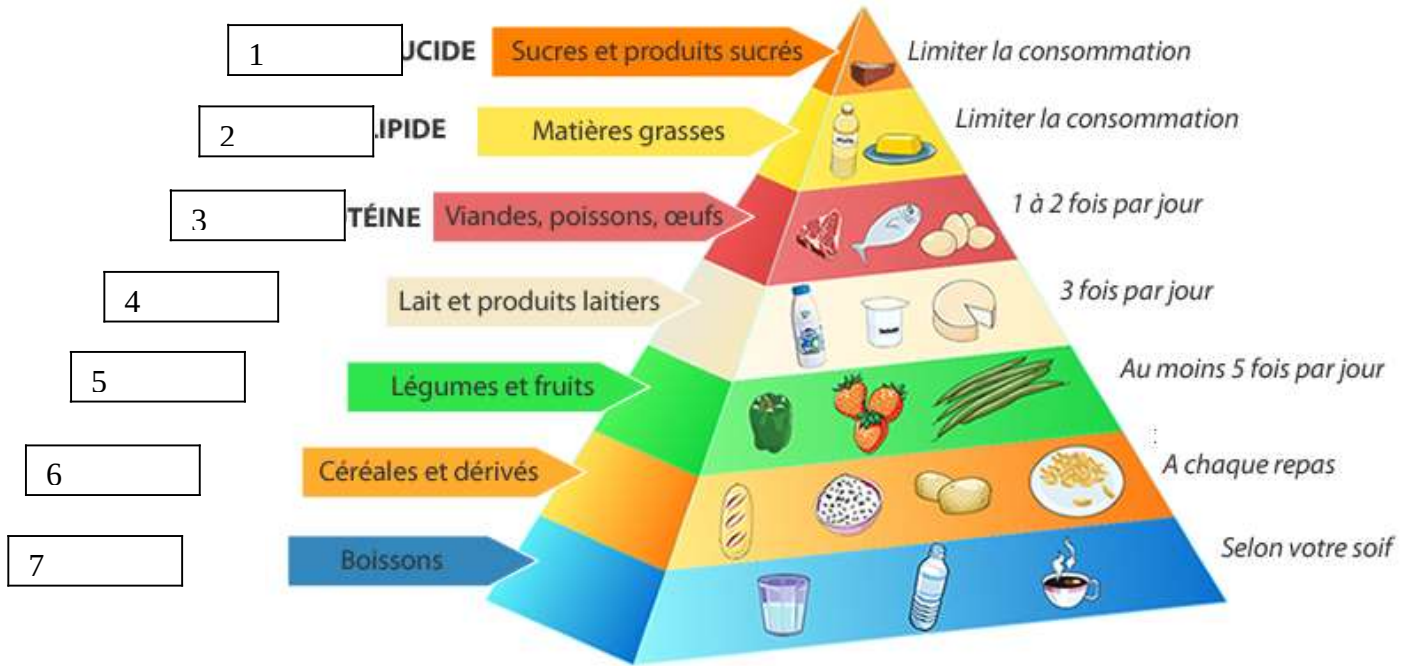 1 UCIDE Sucres et produits sucrés Limiter la consommation
2 LIPIDE Matières grasses Limiter la consommation
3 TÉINE Viandes, poissons, œufs 1 à 2 fois par jour
4 Lait et produits laitiers 3 fois par jour
5 Légumes et fruits Au moins 5 fois par jour
6 Céréales et dérivés A chaque repas
7 Boissons Selon votre soif